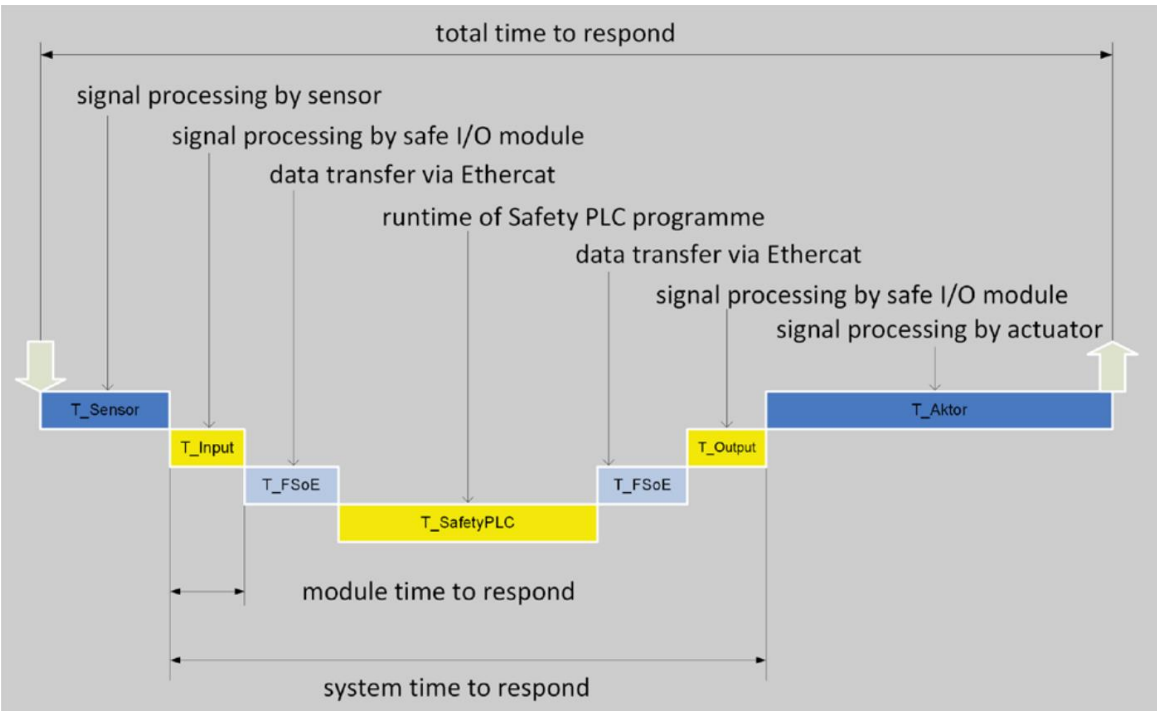 total time to respond
signal processing by sensor
signal processing by safe I/O module
data transfer via Ethercat
runtime of Safety PLC programme
data transfer via Ethercat
signal processing by safe I/O module
signal processing by actuator
T_Sensor
T_Aktor
T_Input
T_Output
T_FSoE
T_FSoE
T_SafetyPLC
module time to respond
system time to respond